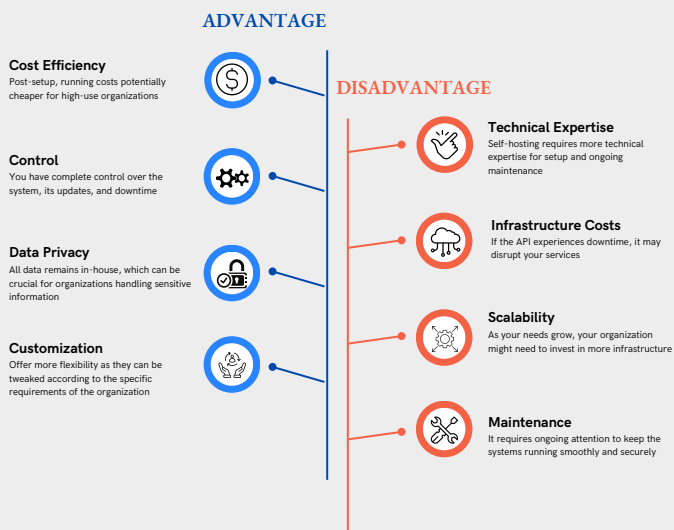 ADVANTAGE
Cost Efficiency
Post-setup, running costs potentially
cheaper for high-use organizations
Control
You have complete control over the
system, its updates, and downtime
Data Privacy
All data remains in-house, which can be
crucial for organizations handling sensitive
information
Customization
Offer more flexibility as they can be
tweaked according to the specific
requirements of the organization
DISADVANTAGE
Technical Expertise
Self-hosting requires more technical
expertise for setup and ongoing
maintenance
Infrastructure Costs
If the API experiences downtime, it may
disrupt your services
Scalability
As your needs grow, your organization
might need to invest in more infrastructure
Maintenance
It requires ongoing attention to keep the
systems running smoothly and securely